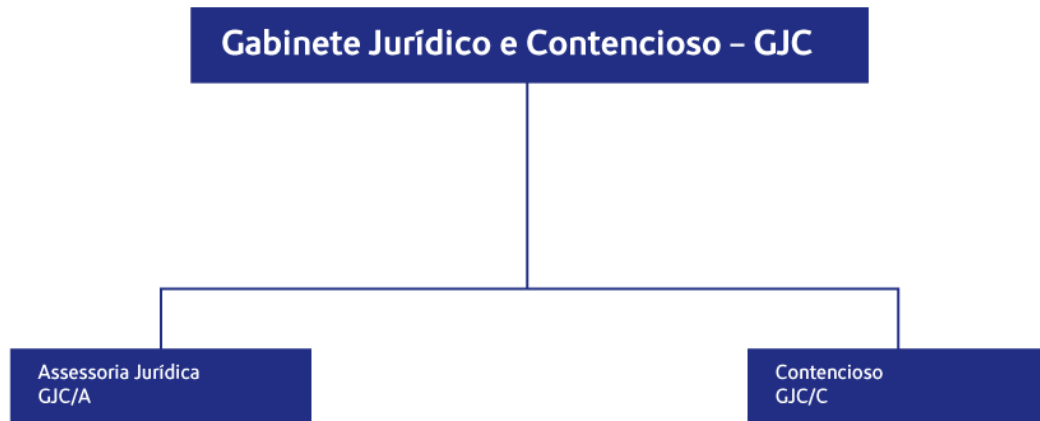 Gabinete Jurídico e Contencioso – GJC
Assessoria Jurídica
GJC/A
Contencioso
GJC/C